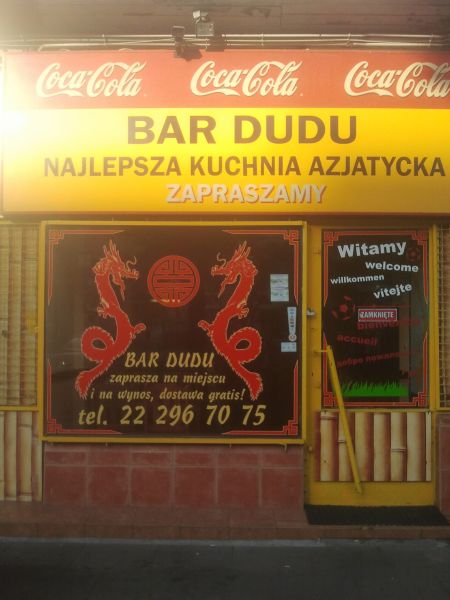 Coca-Cola Coca-Cola Coca-Cola
BAR DUDU
NAJLEPSZA KUCHNIA AZJATYCKA
ZAPRASZAMY
BAR DUDU
zaprasza na miejscu
i na wynos, dostawa gratis!
tel. 22 296 70 75
Witamy
welcome
willkommen
vitejte
ZAMKNIĘTE
accueil